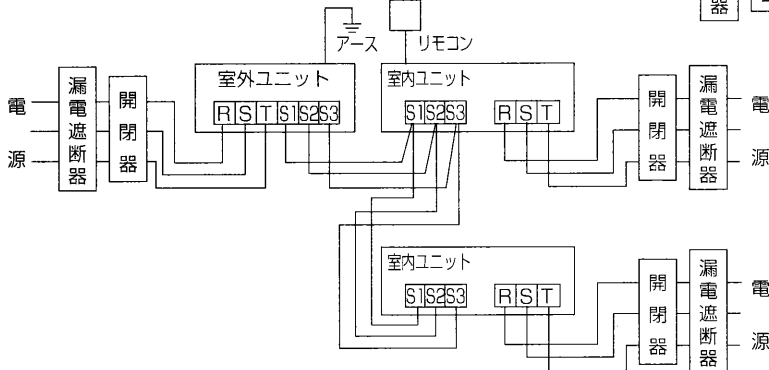 器
アース
リモコン
室外ユニット
室内ユニット
電源
漏電遮断器
開閉器
R S T S1 S2 S3
S1 S2 S3
R S T
開閉器
漏電遮断器
電源
室内ユニット
S1 S2 S3
R S T
開閉器
漏電遮断器
電源